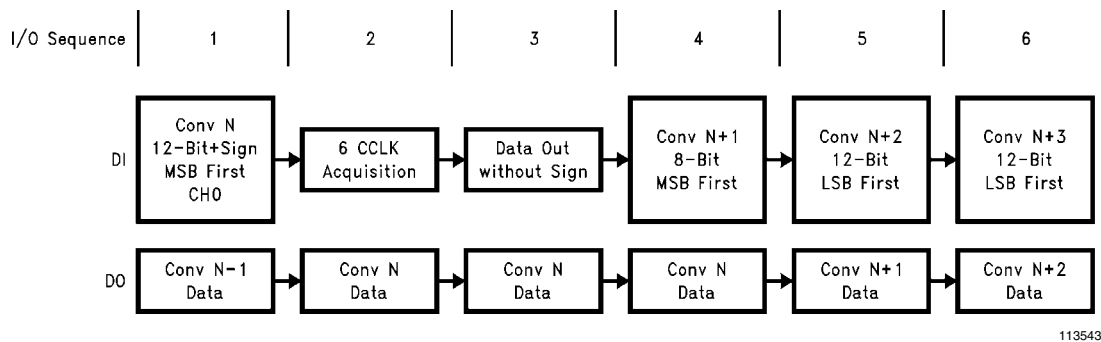 I/O Sequence 1 2 3 4 5 6
DI
Conv N
12-Bit+Sign
MSB First
CH0
6 CCLK
Acquisition
Data Out
without Sign
Conv N+1
8-Bit
MSB First
Conv N+2
12-Bit
LSB First
Conv N+3
12-Bit
LSB First
DO
Conv N-1
Data
Conv N
Data
Conv N
Data
Conv N
Data
Conv N+1
Data
Conv N+2
Data
113543